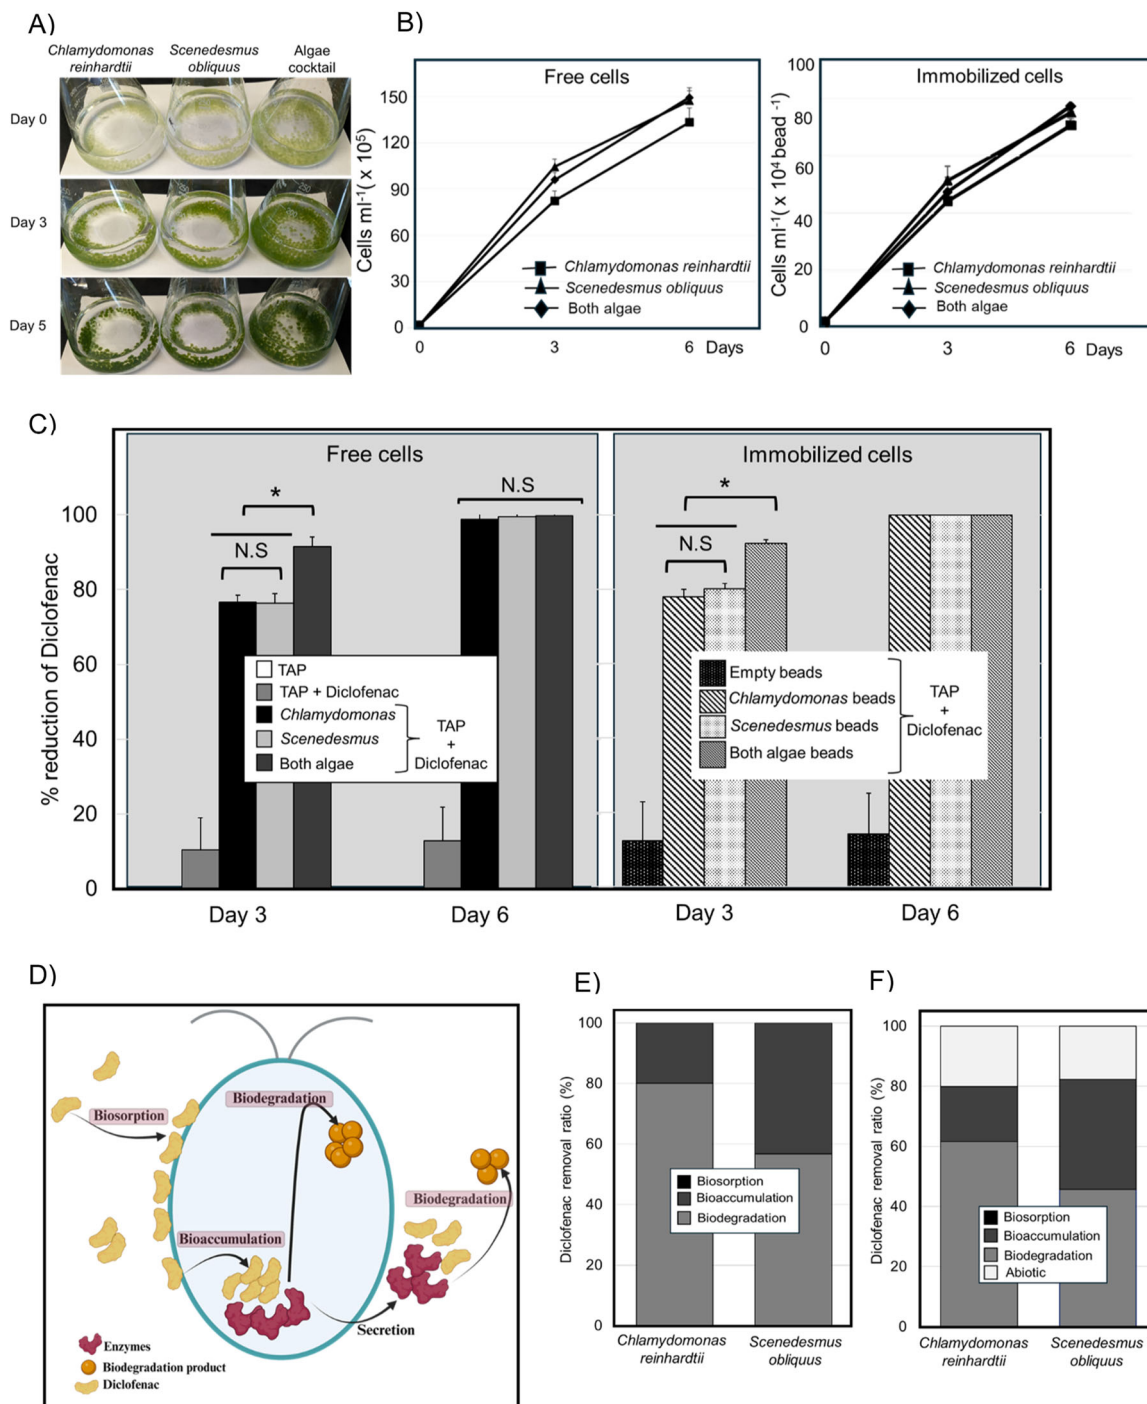 A)
Chlamydomonas
reinhardtii
Scenedesmus
obliquus
Algae
cocktail
Day 0
Day 3
Day 5
B)
Free cells
Cells ml-1( x 10⁵)
150
120
90
60
30
0
Chlamydomonas reinhardtii
Scenedesmus obliquus
Both algae
0
3
6
Days
Immobilized cells
Cells ml-1( x 10⁴ bead -1)
100
80
60
40
20
0
Chlamydomonas reinhardtii
Scenedesmus obliquus
Both algae
0
3
6
Days
C)
% reduction of Diclofenac
100
80
60
40
20
0
Free cells
*
N.S
N.S
TAP
TAP + Diclofenac
Chlamydomonas
Scenedesmus
Both algae
TAP
+
Diclofenac
Day 3
Day 6
Immobilized cells
*
N.S
Empty beads
Chlamydomonas beads
Scenedesmus beads
Both algae beads
TAP
+
Diclofenac
Day 3
Day 6
D)
Biosorption
Biodegradation
Bioaccumulation
Biodegradation
Secretion
Enzymes
Biodegradation product
Diclofenac
E)
Diclofenac removal ratio (%)
100
80
60
40
20
0
Biosorption
Bioaccumulation
Biodegradation
Chlamydomonas
reinhardtii
Scenedesmus
obliquus
F)
Diclofenac removal ratio (%)
100
80
60
40
20
0
Biosorption
Bioaccumulation
Biodegradation
Abiotic
Chlamydomonas
reinhardtii
Scenedesmus
obliquus